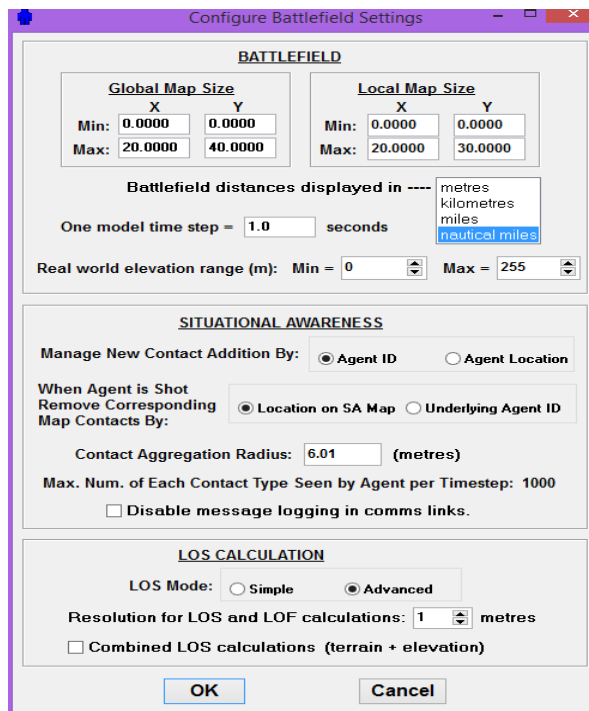 Configure Battlefield Settings
BATTLEFIELD
Global Map Size
X Y
Min: 0.0000 0.0000
Max: 20.0000 40.0000
Local Map Size
X Y
Min: 0.0000 0.0000
Max: 20.0000 30.0000
Battlefield distances displayed in ----
metres
kilometres
miles
nautical miles
One model time step = 1.0 seconds
Real world elevation range (m): Min = 0 Max = 255
SITUATIONAL AWARENESS
Manage New Contact Addition By: Agent ID Agent Location
When Agent is Shot
Remove Corresponding
Map Contacts By:
Location on SA Map Underlying Agent ID
Contact Aggregation Radius: 6.01 (metres)
Max. Num. of Each Contact Type Seen by Agent per Timestep: 1000
Disable message logging in comms links.
LOS CALCULATION
LOS Mode: Simple Advanced
Resolution for LOS and LOF calculations: 1 metres
Combined LOS calculations (terrain + elevation)
OK Cancel